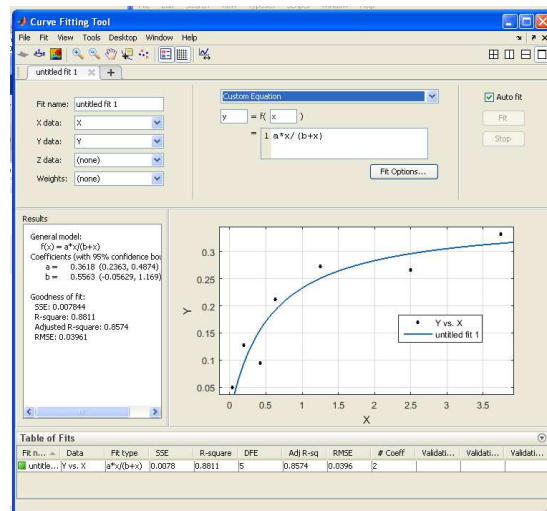 Curve Fitting Tool
File Fit View Tools Desktop Window Help
untitled fit 1
Fit name: untitled fit 1
X data: X
Y data: Y
Z data: (none)
Weights: (none)
Custom Equation
y = f( x )
= 1 a*x/(b+x)
Fit Options...
Auto fit
Fit
Stop
Results
General model:
f(x) = a*x/(b+x)
Coefficients (with 95% confidence bou
a = 0.3618 (0.2363, 0.4874)
b = 0.5563 (-0.05629, 1.169)
Goodness of fit:
SSE: 0.007844
R-square: 0.8811
Adjusted R-square: 0.8574
RMSE: 0.03961
0.3
0.25
0.2
0.15
0.1
0.05
Y
Y vs. X
untitled fit 1
0 0.5 1 1.5 2 2.5 3 3.5
X
Table of Fits
Fit n... Data Fit type SSE R-square DFE Adj R-sq RMSE # Coeff Validati... Validati... Validati...
untitle... Y vs. X a*x/(b+x) 0.0078 0.8811 5 0.8574 0.0396 2